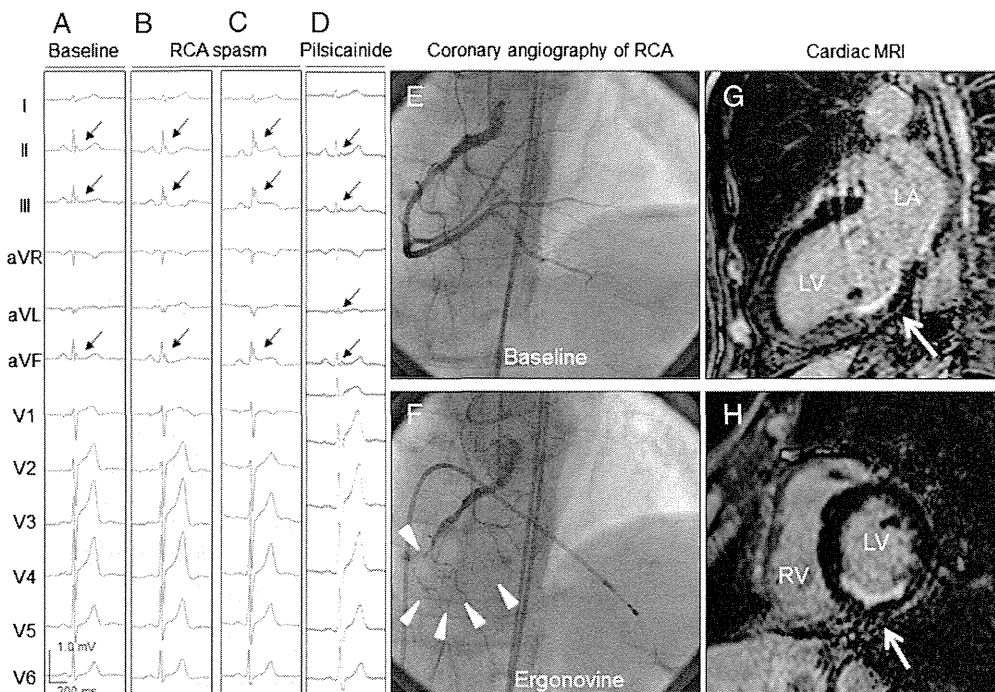 A B C D
Baseline RCA spasm Pilsicainide Coronary angiography of RCA Cardiac MRI
I
II
III
aVR
aVL
aVF
V1
V2
V3
V4
V5
V6
1.0 mV
200 ms
E
Baseline
F
Ergonovine
G
LA
LV
H
LV
RV